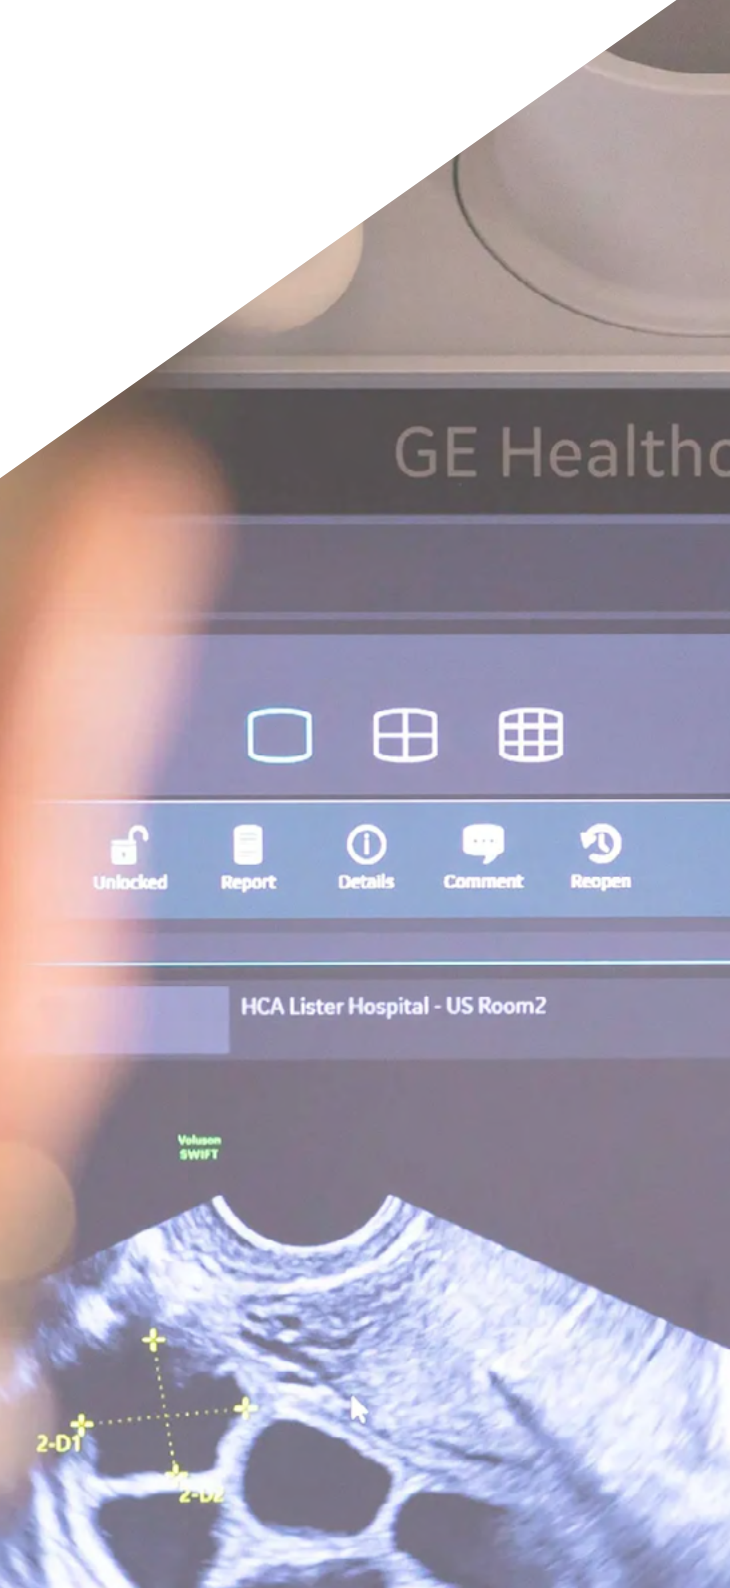 GE Healthc
Unlocked
Report
Details
Comment
Reopen
HCA Lister Hospital - US Room2
Voluson
SWIFT
2-D1
2-D2